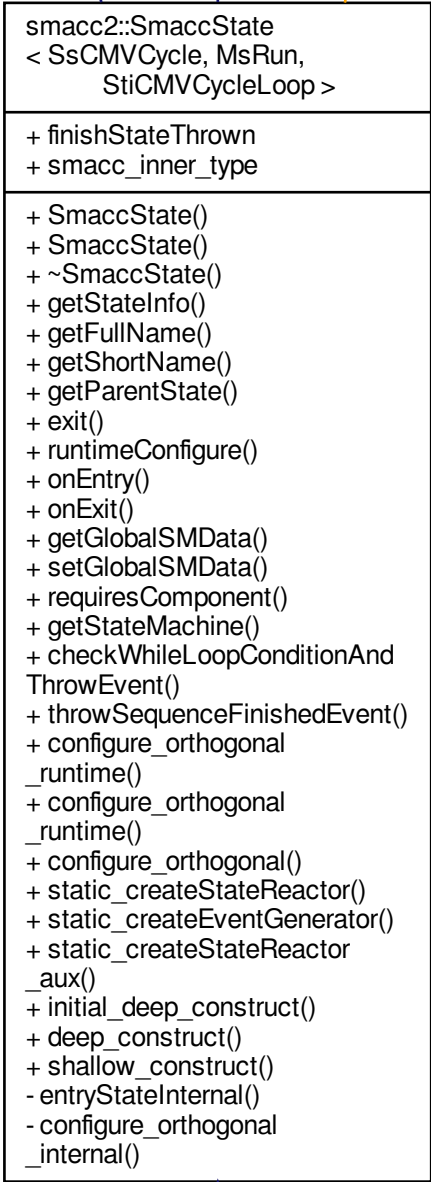 smacc2::SmaccState
< SsCMVCycle, MsRun,
StiCMVCycleLoop >
+ finishStateThrown
+ smacc_inner_type
+ SmaccState()
+ SmaccState()
+ ~SmaccState()
+ getStateInfo()
+ getFullName()
+ getShortName()
+ getParentState()
+ exit()
+ runtimeConfigure()
+ onEntry()
+ onExit()
+ getGlobalSMData()
+ setGlobalSMData()
+ requiresComponent()
+ getStateMachine()
+ checkWhileLoopConditionAnd
ThrowEvent()
+ throwSequenceFinishedEvent()
+ configure_orthogonal
_runtime()
+ configure_orthogonal
_runtime()
+ configure_orthogonal()
+ static_createStateReactor()
+ static_createEventGenerator()
+ static_createStateReactor
_aux()
+ initial_deep_construct()
+ deep_construct()
+ shallow_construct()
- entryStateInternal()
- configure_orthogonal
_internal()